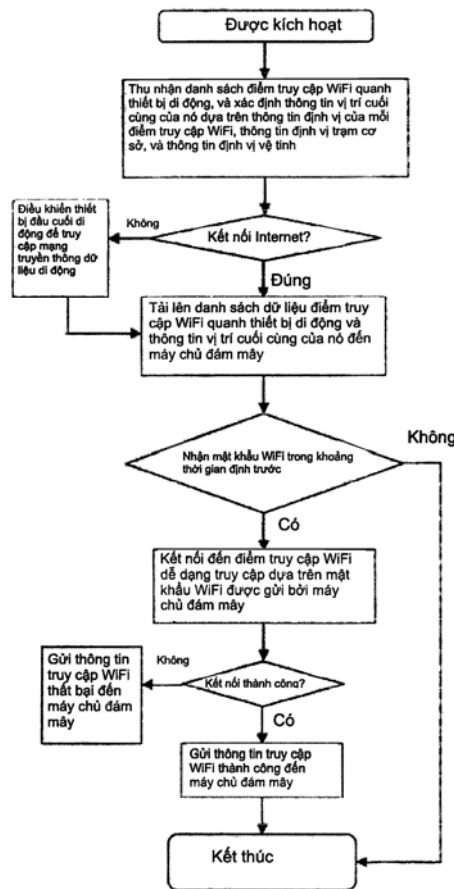 Được kích hoạt
Thu nhận danh sách điểm truy cập WiFi quanh
thiết bị di động, và xác định thông tin vị trí cuối
cùng của nó dựa trên thông tin định vị của mỗi
điểm truy cập WiFi, thông tin định vị trạm cơ
sở, và thông tin định vị vệ tinh
Điều khiển thiết
bị đầu cuối di
động để truy
cập mạng
truyền thông dữ
liệu di động
Không
Kết nối Internet?
Đúng
Tải lên danh sách dữ liệu điểm truy
cập WiFi quanh thiết bị di động và
thông tin vị trí cuối cùng của nó đến
máy chủ đám mây
Không
Nhận mật khẩu WiFi trong khoảng
thời gian định trước
Có
Kết nối đến điểm truy cập WiFi
dễ dạng truy cập dựa trên mật
khẩu WiFi được gửi bởi máy
chủ đám mây
Gửi thông tin
truy cập WiFi
thất bại đến
máy chủ đám
mây
Không
Kết nối thành công?
Có
Gửi thông tin truy cập
WiFi thành công đến
máy chủ đám mây
Kết thúc